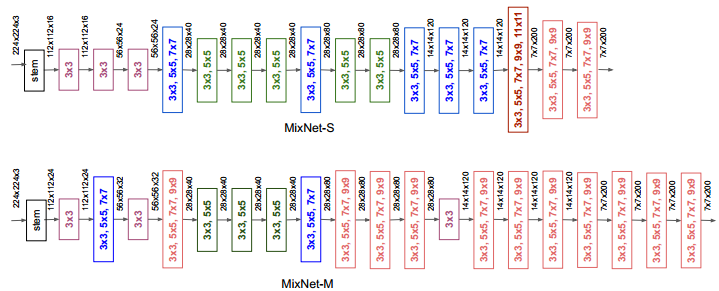 224x224x3
stem
112x112x16
3x3
112x112x16
3x3
56x56x24
3x3
56x56x24
3x3, 5x5, 7x7
28x28x40
3x3, 5x5
28x28x40
3x3, 5x5
28x28x40
3x3, 5x5
28x28x40
3x3, 5x5, 7x7
28x28x80
3x3, 5x5
28x28x80
3x3, 5x5
28x28x80
3x3, 5x5, 7x7
14x14x120
3x3, 5x5, 7x7
14x14x120
3x3, 5x5, 7x7
14x14x120
3x3, 5x5, 7x7, 9x9, 11x11
7x7x200
3x3, 5x5, 7x7, 9x9
7x7x200
3x3, 5x5, 7x7, 9x9
7x7x200
MixNet-S
224x224x3
stem
112x112x24
3x3
112x112x24
3x3, 5x5, 7x7
56x56x32
3x3
56x56x32
3x3, 5x5, 7x7, 9x9
28x28x40
3x3, 5x5
28x28x40
3x3, 5x5
28x28x40
3x3, 5x5
28x28x40
3x3, 5x5, 7x7
28x28x80
3x3, 5x5, 7x7, 9x9
28x28x80
3x3, 5x5, 7x7, 9x9
28x28x80
3x3, 5x5, 7x7, 9x9
28x28x80
3x3
14x14x120
3x3, 5x5, 7x7, 9x9
14x14x120
3x3, 5x5, 7x7, 9x9
14x14x120
3x3, 5x5, 7x7, 9x9
14x14x120
3x3, 5x5, 7x7, 9x9
7x7x200
3x3, 5x5, 7x7, 9x9
7x7x200
3x3, 5x5, 7x7, 9x9
7x7x200
3x3, 5x5, 7x7, 9x9
7x7x200
MixNet-M